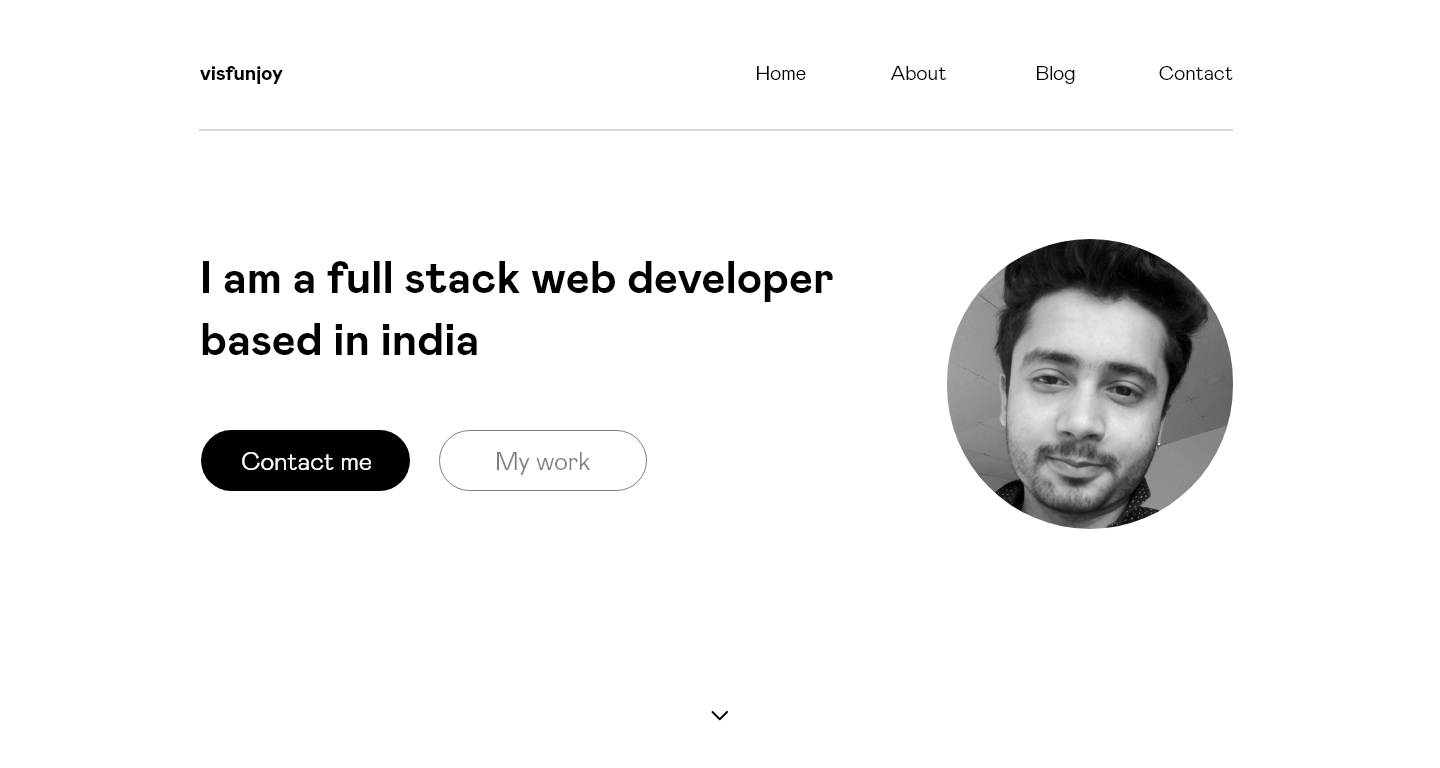 visfunjoy
Home About Blog Contact
I am a full stack web developer
based in india
Contact me My work